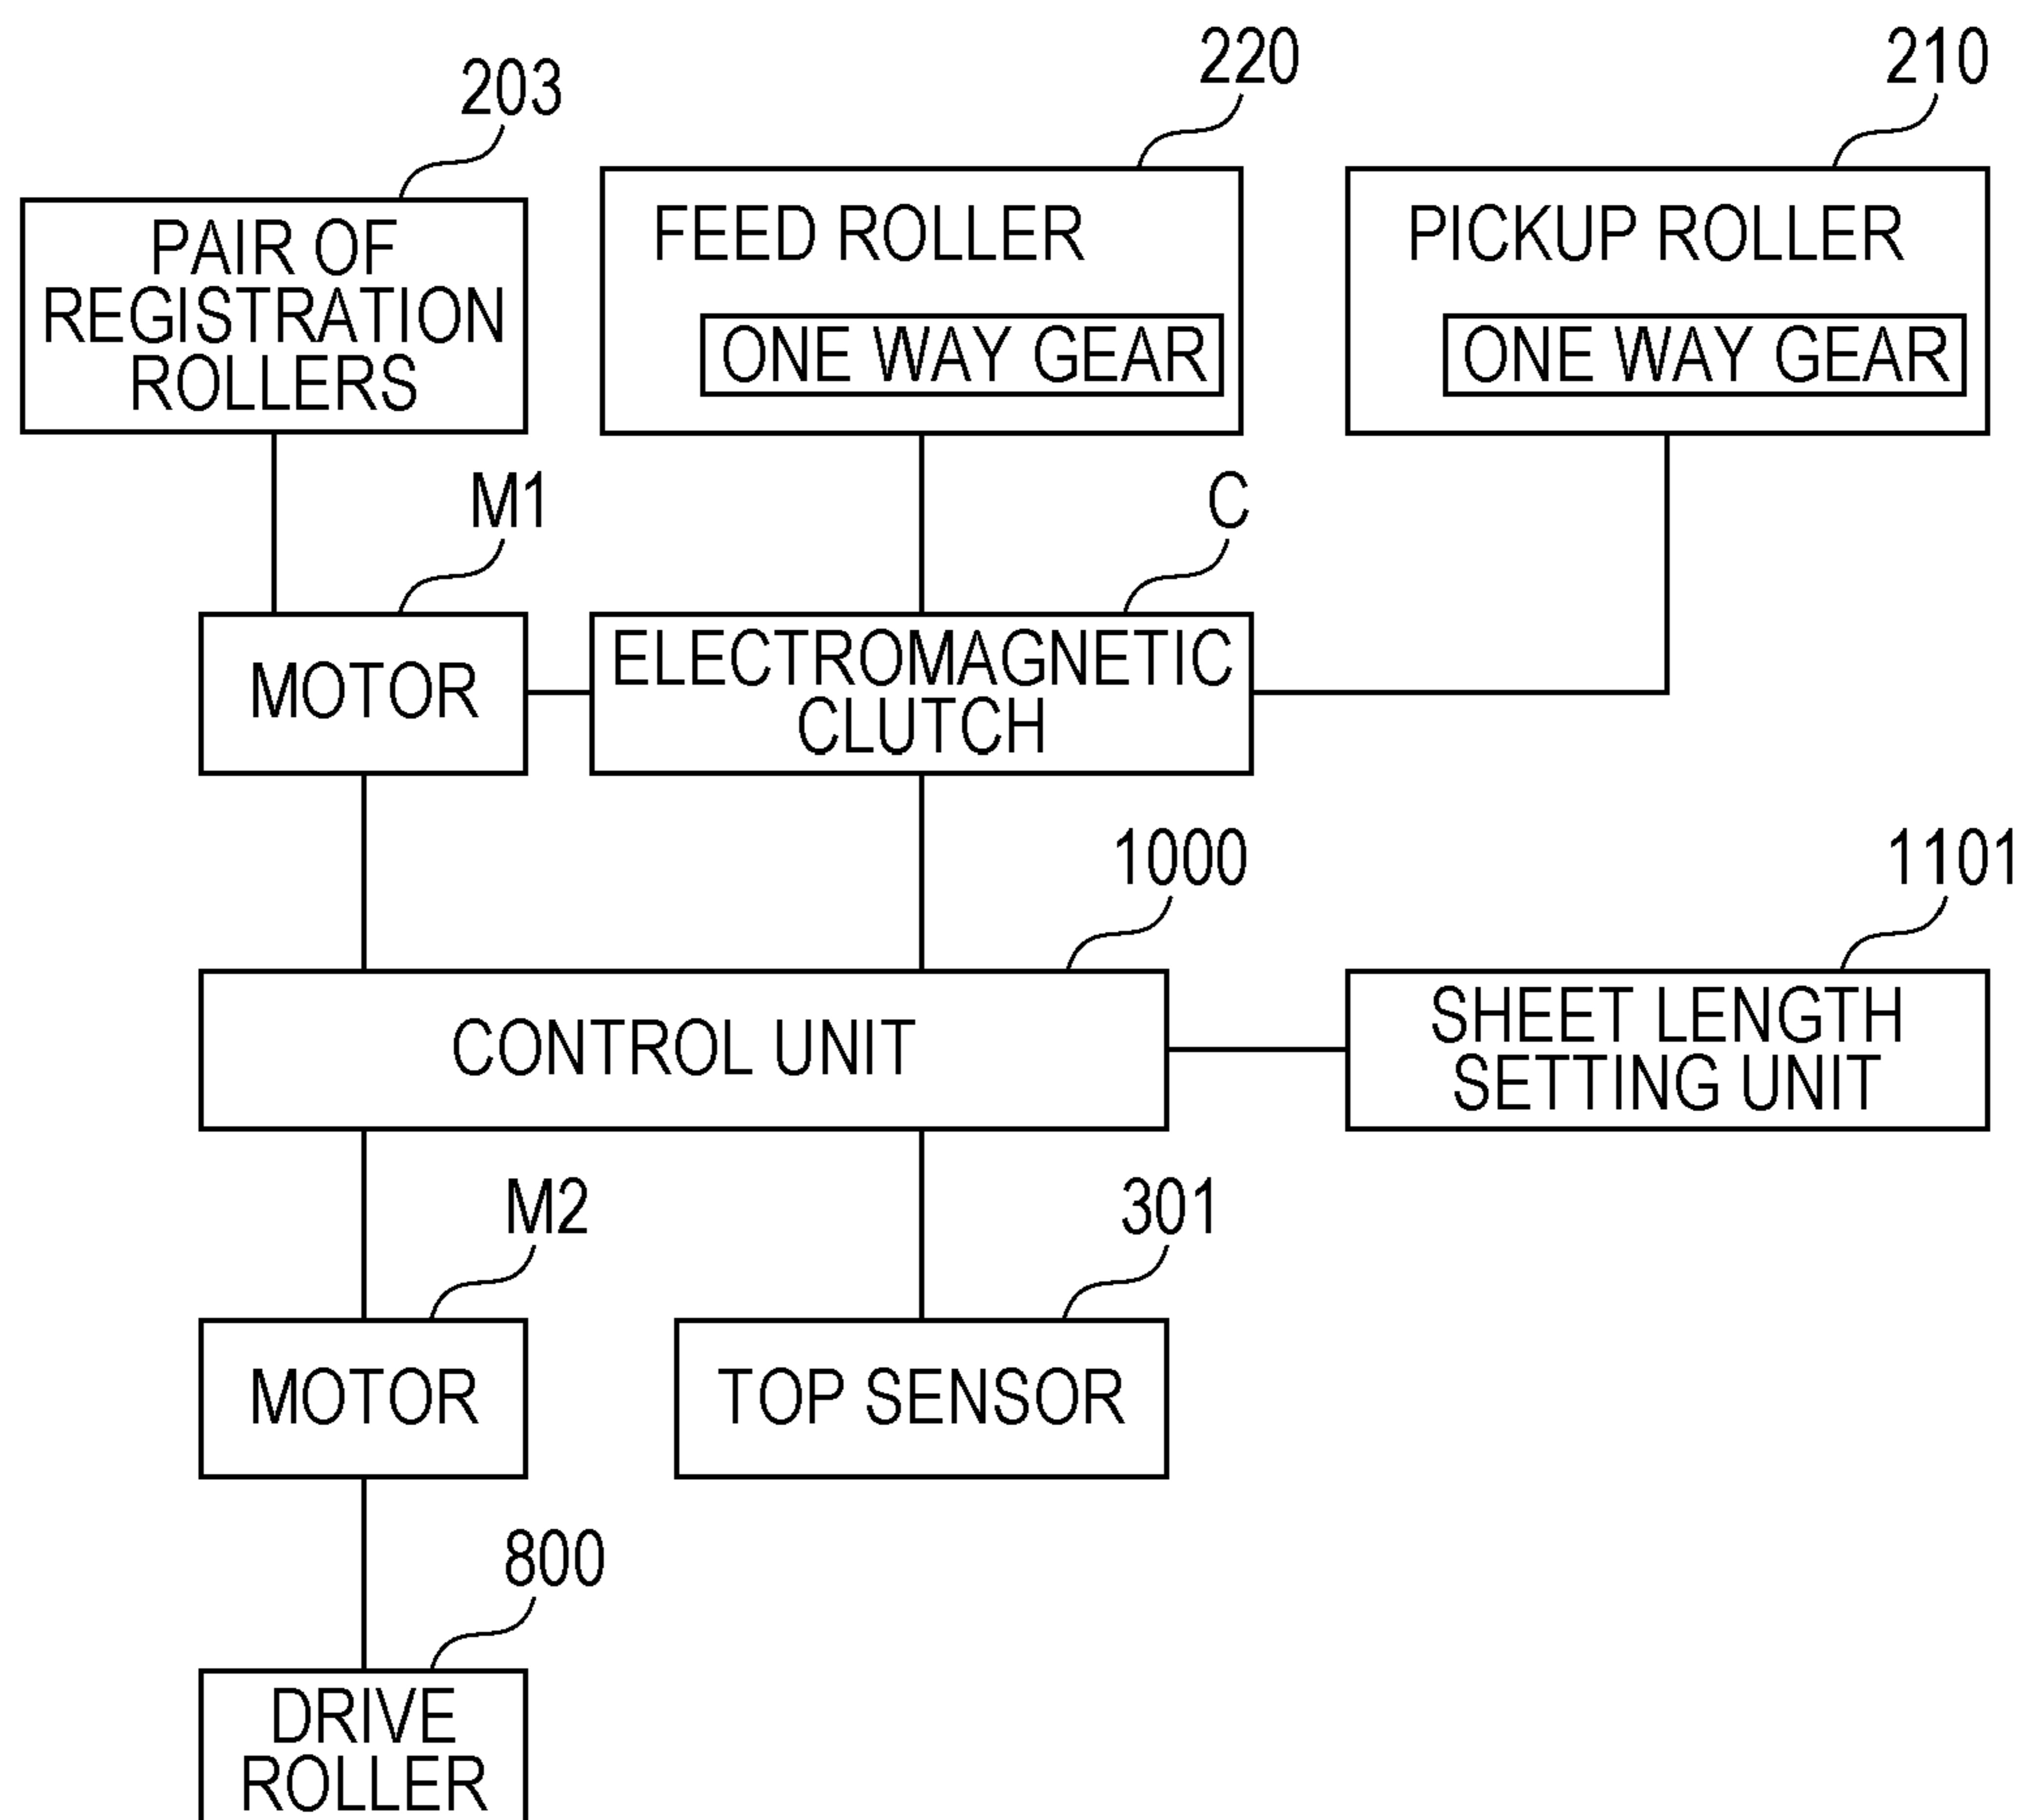 220
210
203
FEED ROLLER
PICKUP ROLLER
PAIR OF
REGISTRATION
ROLLERS
ONE WAY GEAR
ONE WAY GEAR
M1
C
MOTOR
ELECTROMAGNETIC
CLUTCH
1000
1101
CONTROL UNIT
SHEET LENGTH
SETTING UNIT
M2
301
MOTOR
TOP SENSOR
800
DRIVE
ROLLER